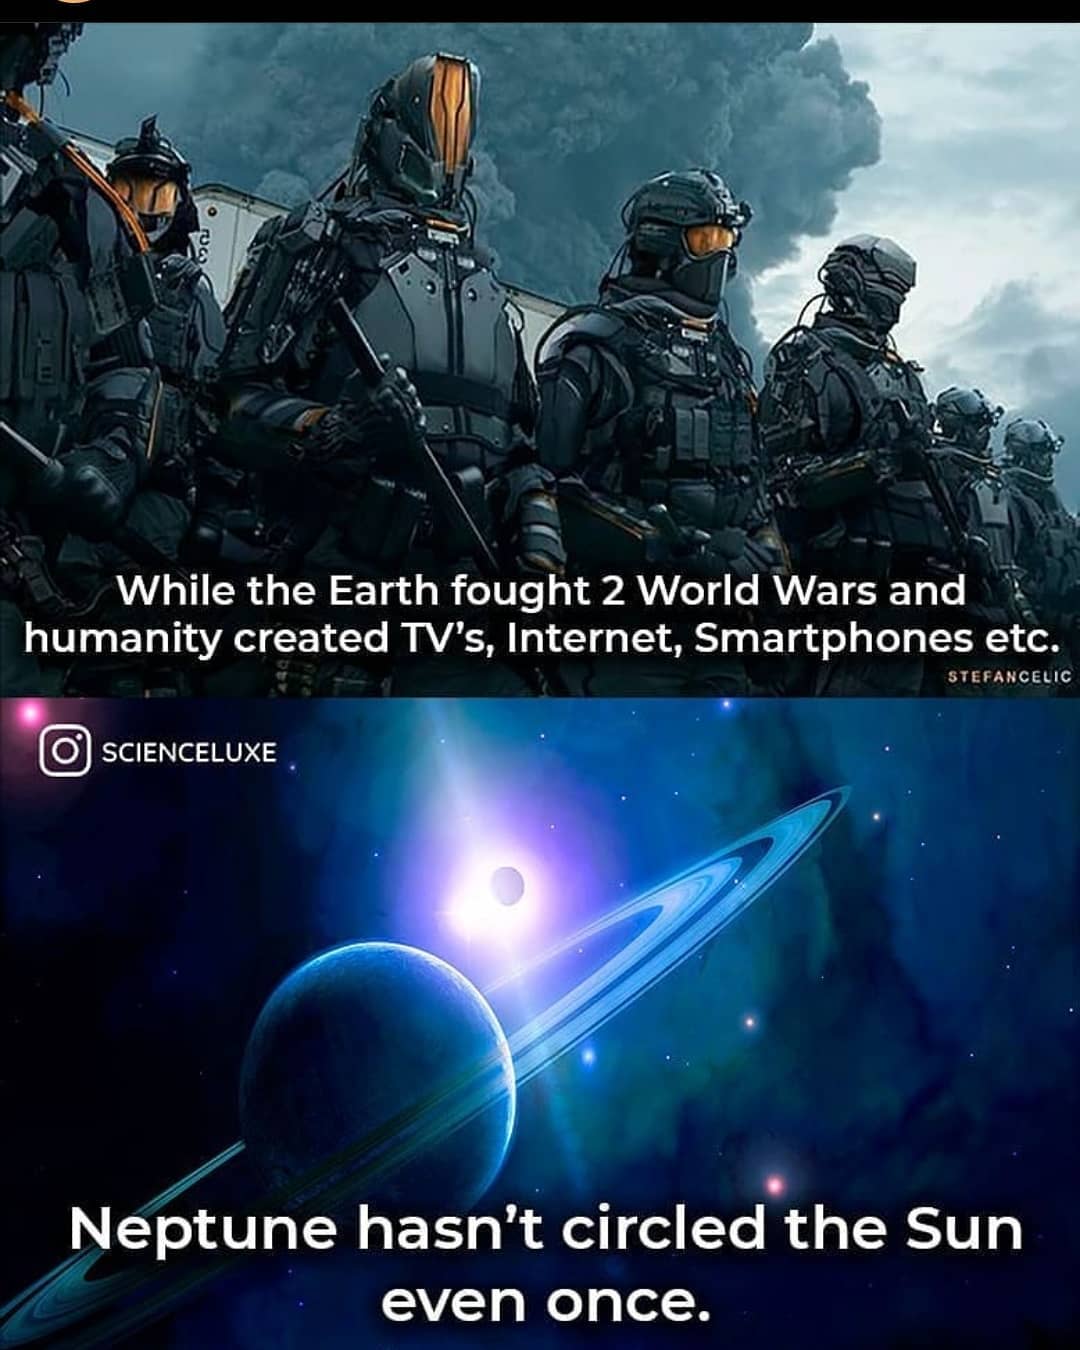 While the Earth fought 2 World Wars and
humanity created TV's, Internet, Smartphones etc.
STEFANCELIC
SCIENCELUXE
Neptune hasn't circled the Sun
even once.